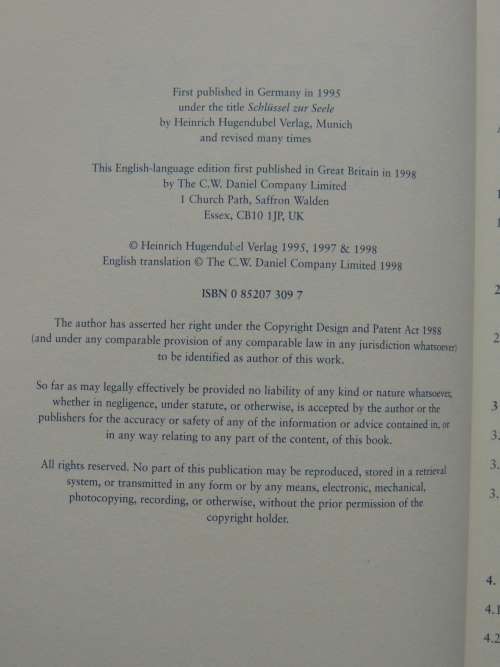 First published in Germany in 1995
under the title Schlüssel zur Seele
by Heinrich Hugendubel Verlag, Munich
and revised many times
This English-language edition first published in Great Britain in 1998
by The C.W. Daniel Company Limited
1 Church Path, Saffron Walden
Essex, CB10 1JP, UK
© Heinrich Hugendubel Verlag 1995, 1997 & 1998
English translation © The C.W. Daniel Company Limited 1998
ISBN 0 85207 309 7
The author has asserted her right under the Copyright Design and Patent Act 1988
(and under any comparable provision of any comparable law in any jurisdiction whatsoever)
to be identified as author of this work.
So far as may legally effectively be provided no liability of any kind or nature whatsoever,
whether in negligence, under statute, or otherwise, is accepted by the author or the
publishers for the accuracy or safety of any of the information or advice contained in, or
in any way relating to any part of the content, of this book.
All rights reserved. No part of this publication may be reproduced, stored in a retrieval
system, or transmitted in any form or by any means, electronic, mechanical,
photocopying, recording, or otherwise, without the prior permission of the
copyright holder.
3
3.
3.
3.
4.
4.1
4.2